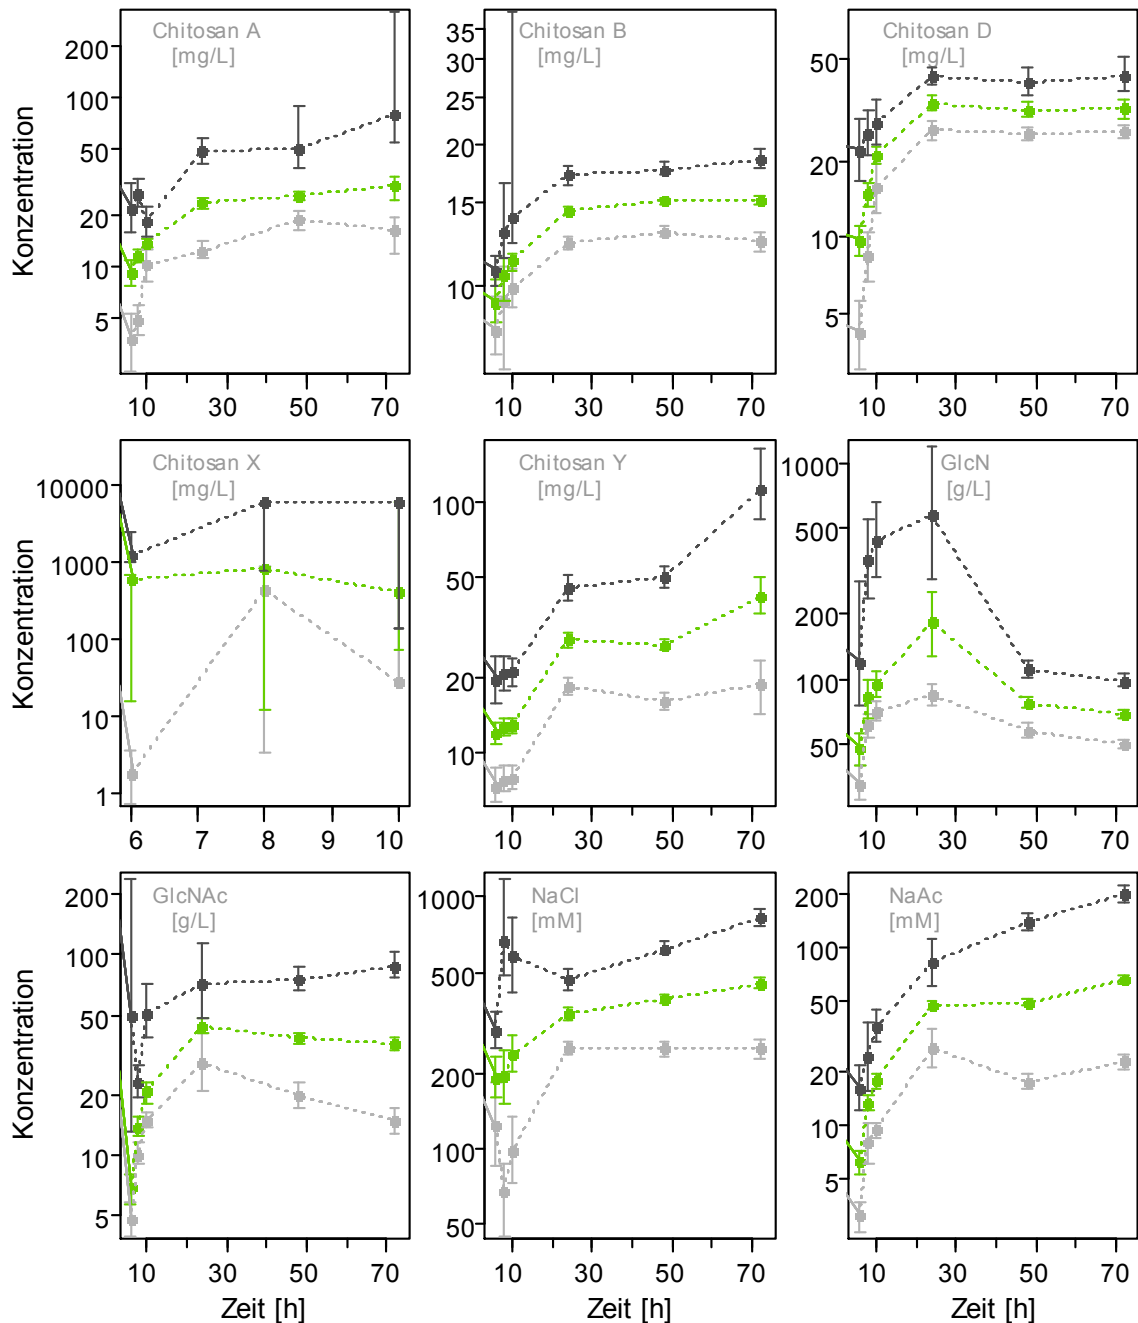 Chitosan A
[mg/L]
Konzentration
200
100
50
20
10
5
10 30 50 70
Chitosan B
[mg/L]
35
30
25
20
15
10
10 30 50 70
Chitosan D
[mg/L]
50
20
10
5
10 30 50 70
Chitosan X
[mg/L]
Konzentration
10000
1000
100
10
1
6 7 8 9 10
Chitosan Y
[mg/L]
100
50
20
10
10 30 50 70
GlcN
[g/L]
1000
500
200
100
50
10 30 50 70
GlcNAc
[g/L]
Konzentration
200
100
50
20
10
5
10 30 50 70
Zeit [h]
NaCl
[mM]
1000
500
200
100
50
10 30 50 70
Zeit [h]
NaAc
[mM]
200
100
50
20
10
5
10 30 50 70
Zeit [h]